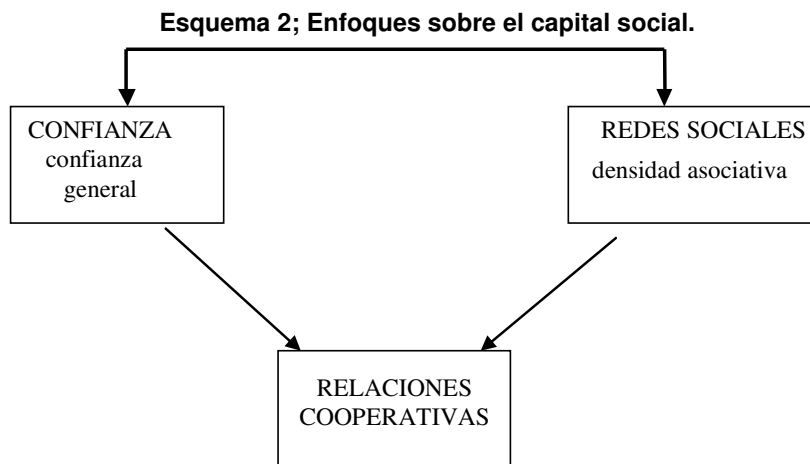 Esquema 2; Enfoques sobre el capital social.
CONFIANZA
confianza
general
REDES SOCIALES
densidad asociativa
RELACIONES
COOPERATIVAS